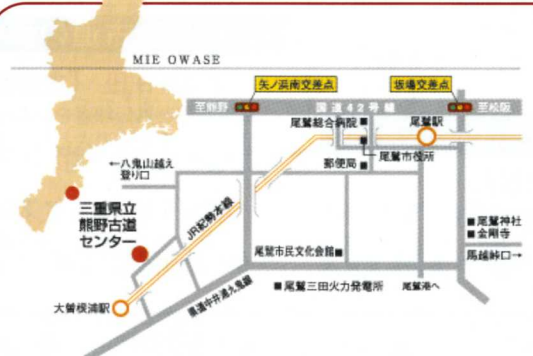 MIE OWASE
矢ノ浜南交差点
坂場交差点
至熊野
国道42号線
至松阪
尾鷲総合病院
尾鷲駅
尾鷲市役所
郵便局
←八鬼山越え
登り口
三重県立
熊野古道
センター
JR紀勢本線
尾鷲神社
金剛寺
馬越峠口→
尾鷲市民文化会館
尾鷲三田火力発電所
尾鷲港へ
県道中井浦九鬼線
大曽根浦駅